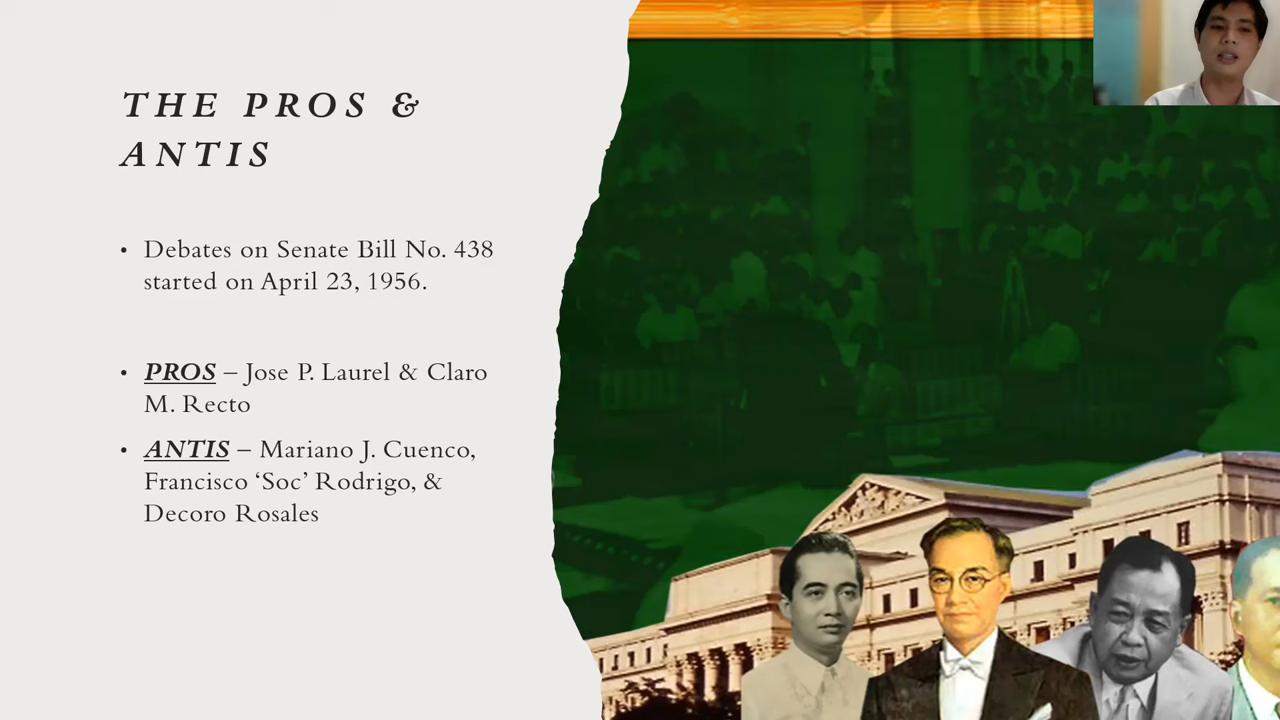 THE PROS &
ANTIS
• Debates on Senate Bill No. 438
started on April 23, 1956.
• PROS – Jose P. Laurel & Claro
M. Recto
• ANTIS – Mariano J. Cuenco,
Francisco ‘Soc’ Rodrigo, &
Decoro Rosales